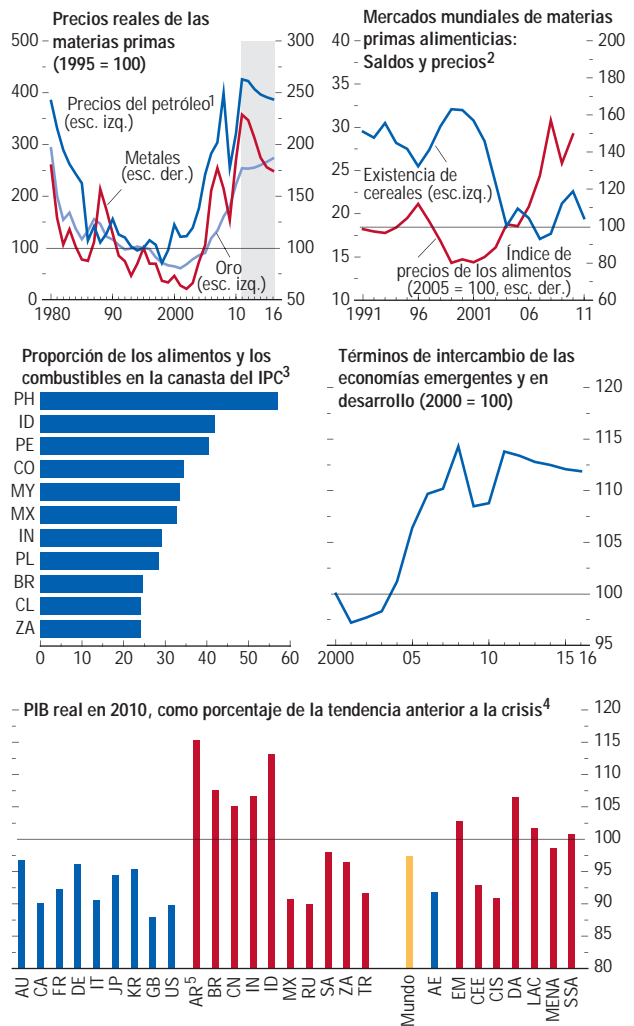 Precios reales de las
materias primas
(1995 = 100)
500
400
300
200
100
0
300
250
200
150
100
50
Precios del petróleo1
(esc. izq.)
Metales
(esc. der.)
Oro
(esc. izq.)
1980
90
2000
10
16
Mercados mundiales de materias
primas alimenticias:
Saldos y precios2
40
35
30
25
20
15
10
200
180
160
140
120
100
80
60
Existencia de
cereales (esc.izq.)
Índice de
precios de los alimentos
(2005 = 100, esc. der.)
1991
96
2001
06
11
Proporción de los alimentos y los
combustibles en la canasta del IPC3
PH
ID
PE
CO
MY
MX
IN
PL
BR
CL
ZA
0
10
20
30
40
50
60
Términos de intercambio de las
economías emergentes y en
desarrollo (2000 = 100)
120
115
110
105
100
95
2000
05
10
15 16
PIB real en 2010, como porcentaje de la tendencia anterior a la crisis4
120
115
110
105
100
95
90
85
80
AU
CA
FR
DE
IT
JP
KR
GB
US
AR5
BR
CN
IN
ID
MX
RU
SA
ZA
TR
Mundo
AE
EM
CEE
CIS
DA
LAC
MENA
SSA